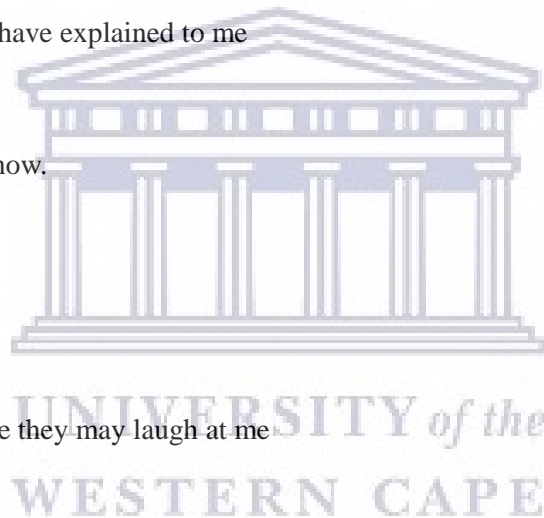 have explained to me
now.
e they may laugh at me
UNIVERSITY of the
WESTERN CAPE